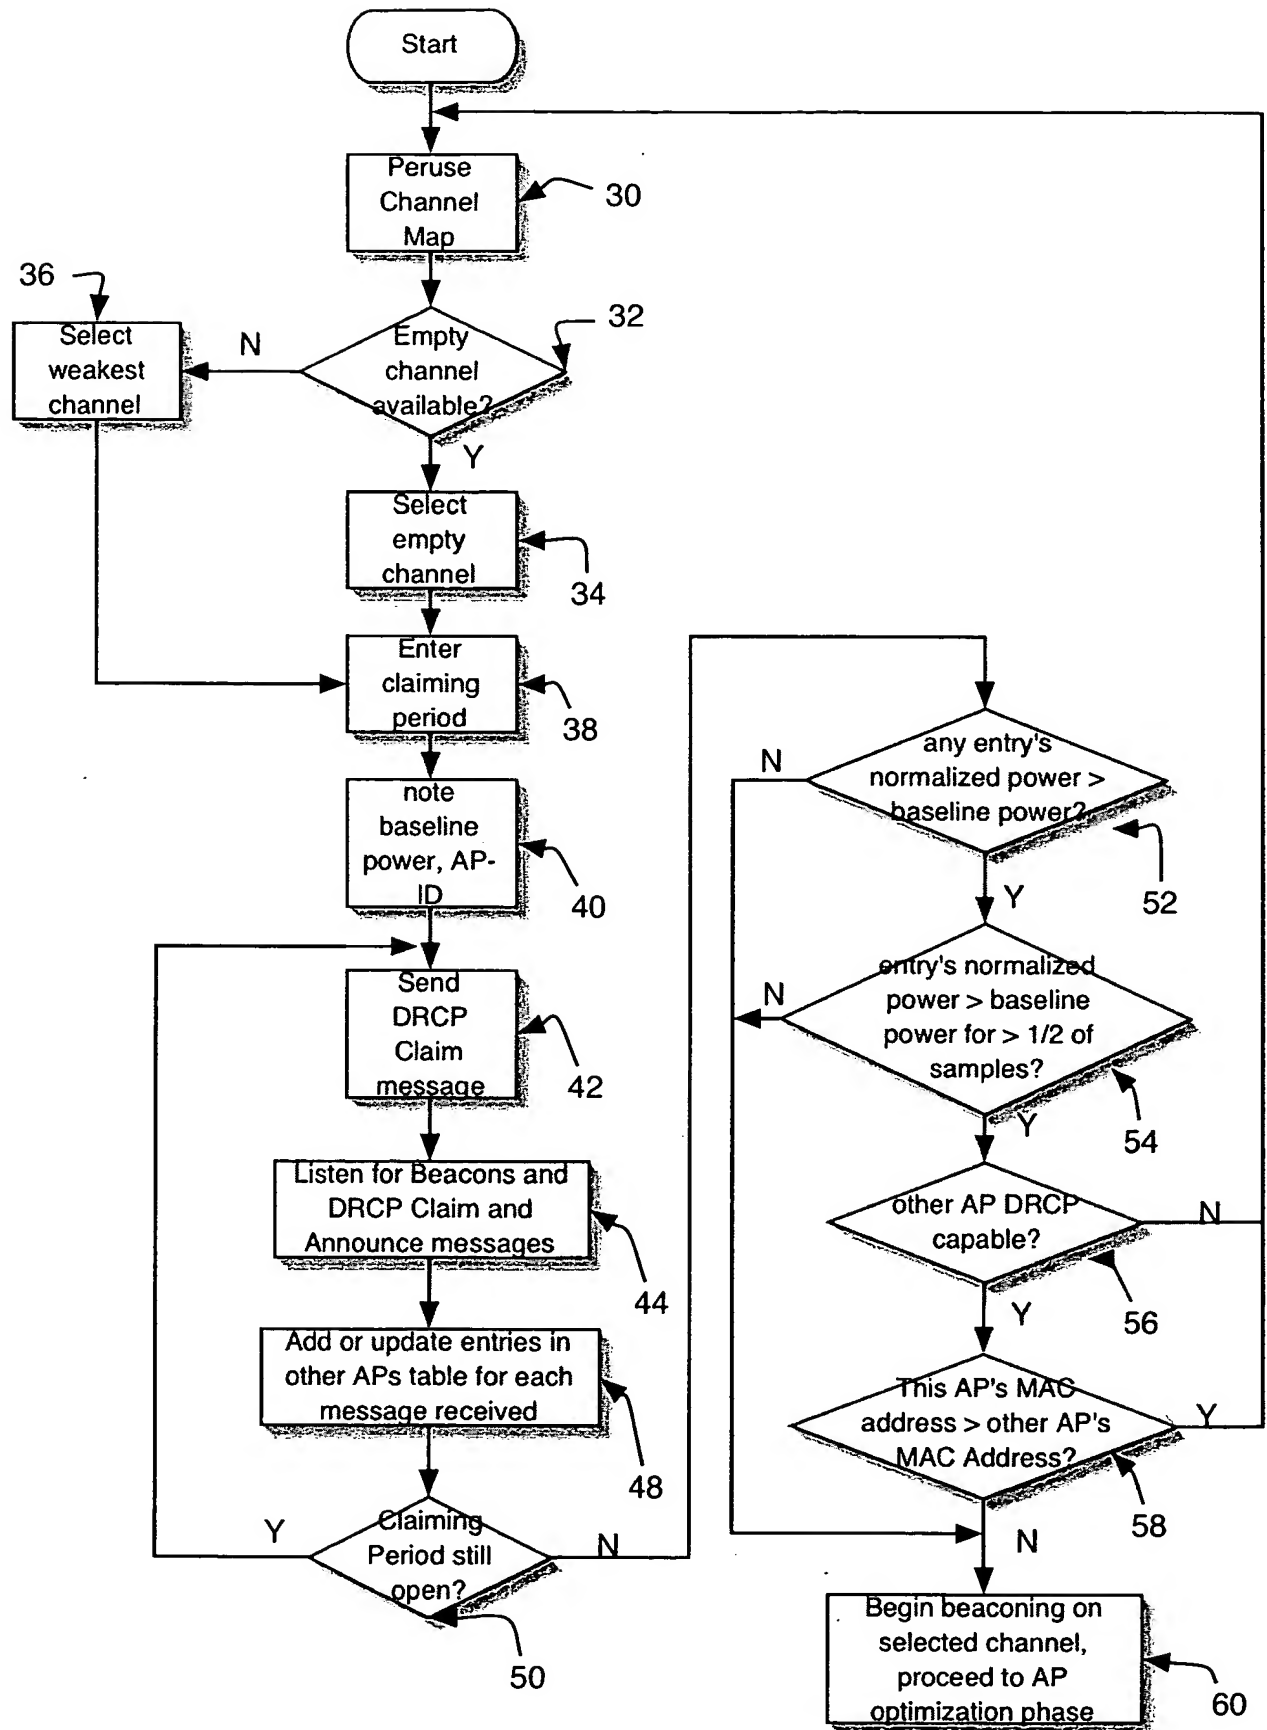 Start
Peruse
Channel
Map
30
36
32
Select
weakest
channel
N
Empty
channel
available?
Y
Select
empty
channel
34
Enter
claiming
period
38
note
baseline
power, AP-
ID
40
Send
DRCP
Claim
message
42
Listen for Beacons and
DRCP Claim and
Announce messages
44
Add or update entries in
other APs table for each
message received
48
Y
Claiming
Period still
open?
N
50
N
any entry's
normalized power >
baseline power?
52
Y
N
entry's normalized
power > baseline
power for > 1/2 of
samples?
54
Y
other AP DRCP
capable?
N
56
Y
This AP's MAC
address > other AP's
MAC Address?
Y
58
N
Begin beaconing on
selected channel,
proceed to AP
optimization phase
60